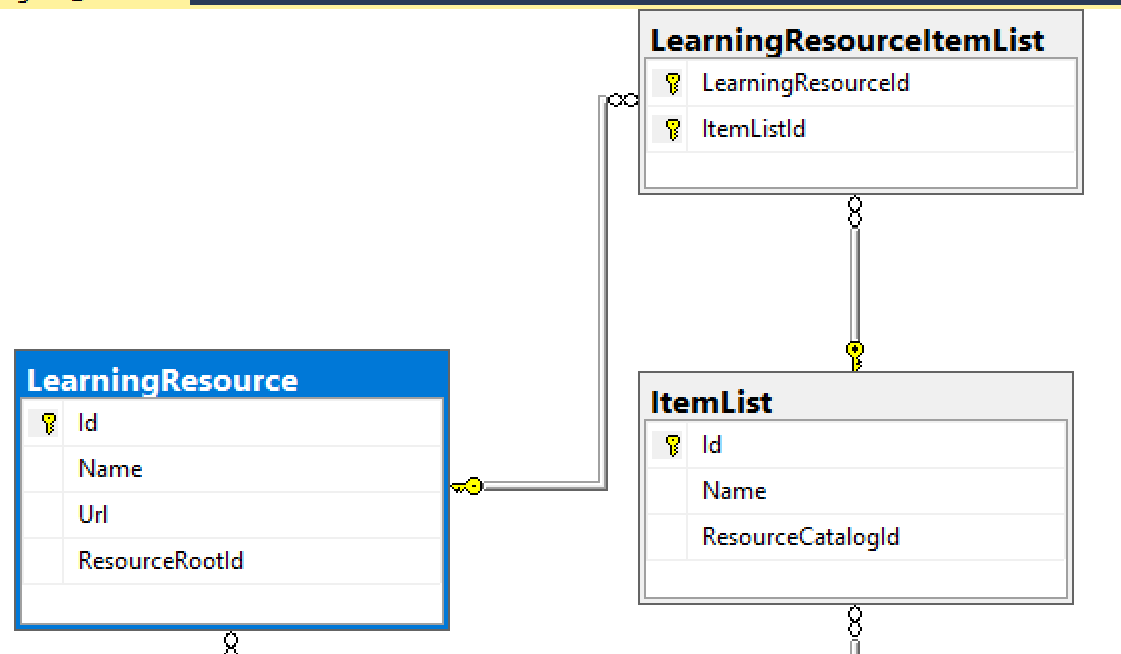 LearningResourceItemList
LearningResourceId
ItemListId
LearningResource
Id
Name
Url
ResourceRootId
ItemList
Id
Name
ResourceCatalogId